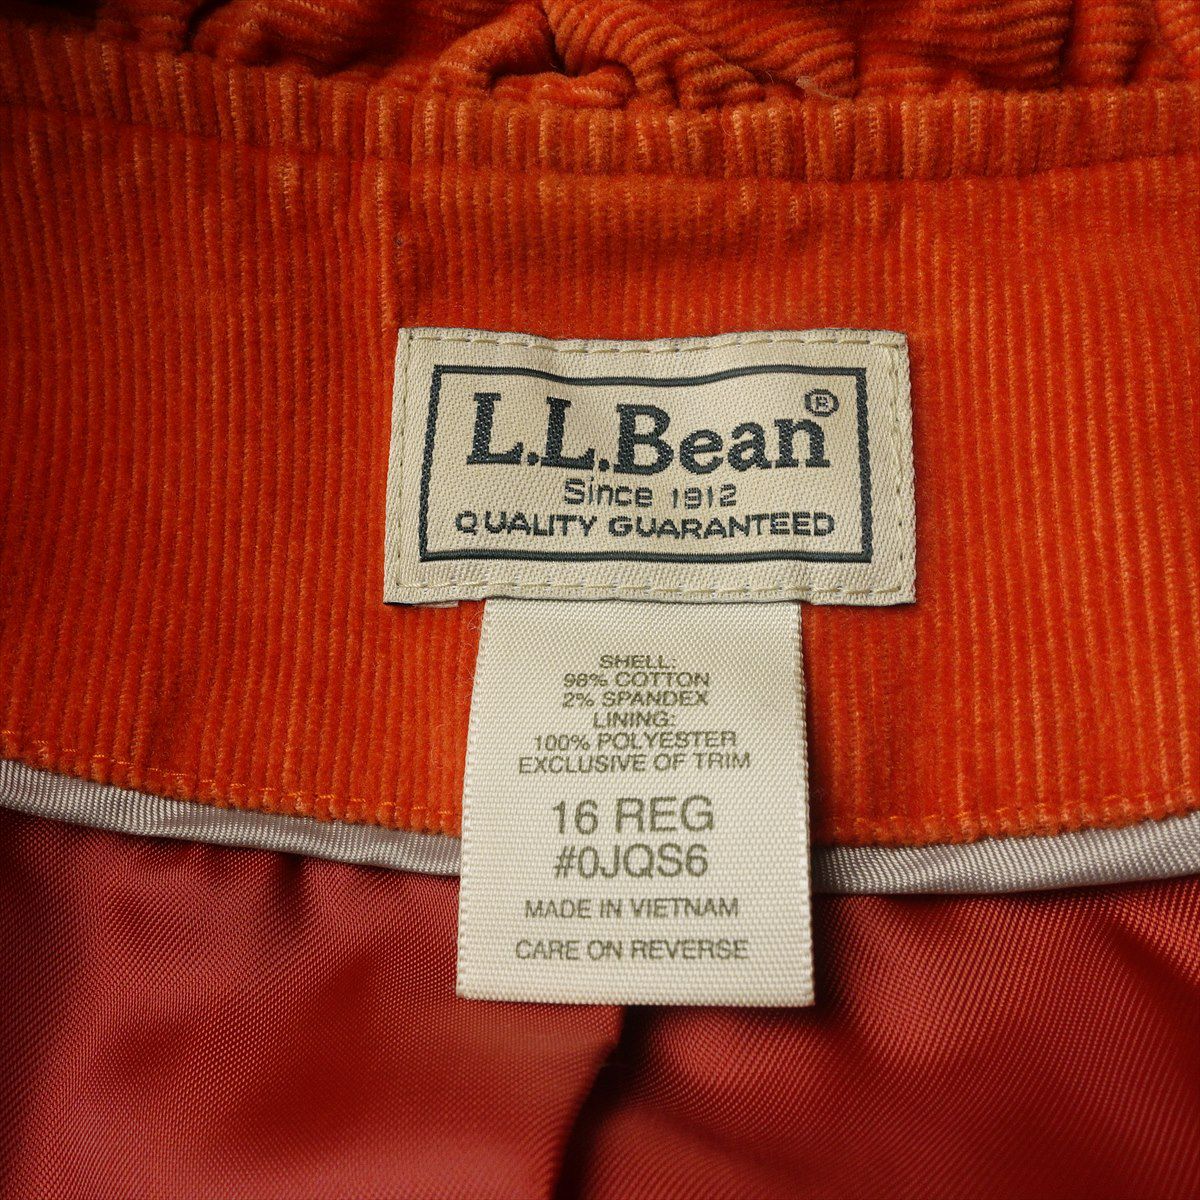 L.L.Bean®
Since 1912
QUALITY GUARANTEED
SHELL:
98% COTTON
2% SPANDEX
LINING:
100% POLYESTER
EXCLUSIVE OF TRIM
16 REG
#0JQS6
MADE IN VIETNAM
CARE ON REVERSE